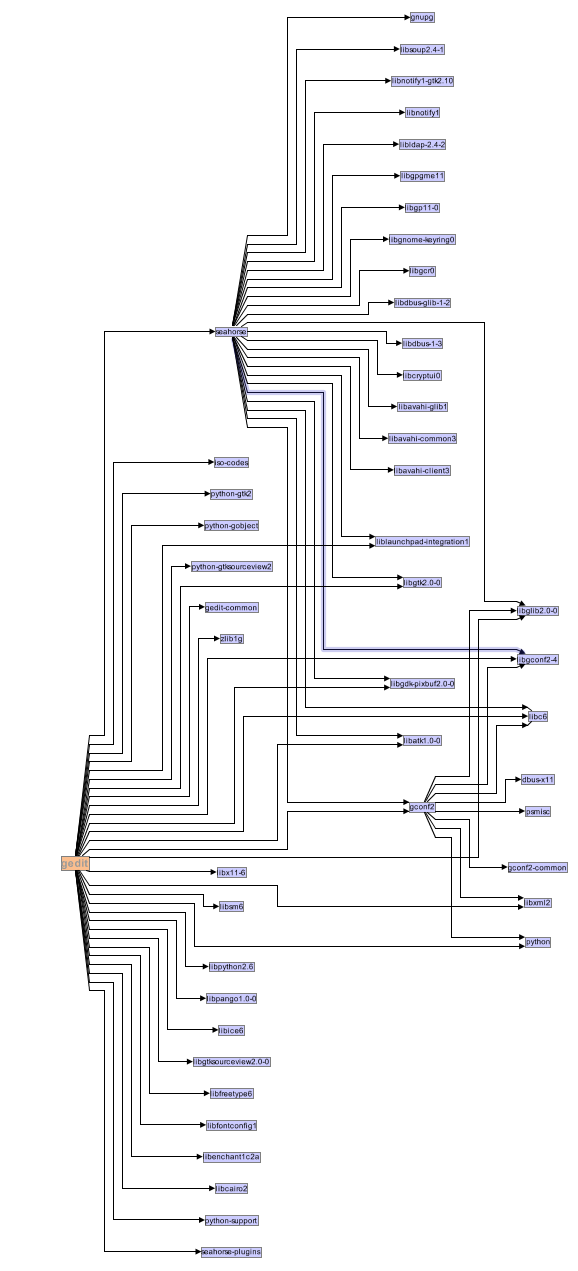 gnupg
libsoup2.4-1
libnotify1-gtk2.10
libnotify1
libldap-2.4-2
libgpgme11
libgp11-0
libgnome-keyring0
libgcr0
libdbus-glib-1-2
seahorse
libdbus-1-3
libcryptui0
libavahi-glib1
libavahi-common3
libavahi-client3
iso-codes
python-gtk2
python-gobject
liblaunchpad-integration1
python-gtksourceview2
libgtk2.0-0
gedit-common
libglib2.0-0
zlib1g
libgconf2-4
libgdk-pixbuf2.0-0
libc6
libatk1.0-0
dbus-x11
gconf2
psmisc
gedit
gconf2-common
libx11-6
libxml2
libsm6
python
libpython2.6
libpango1.0-0
libice6
libgtksourceview2.0-0
libfreetype6
libfontconfig1
libenchant1c2a
libcairo2
python-support
seahorse-plugins